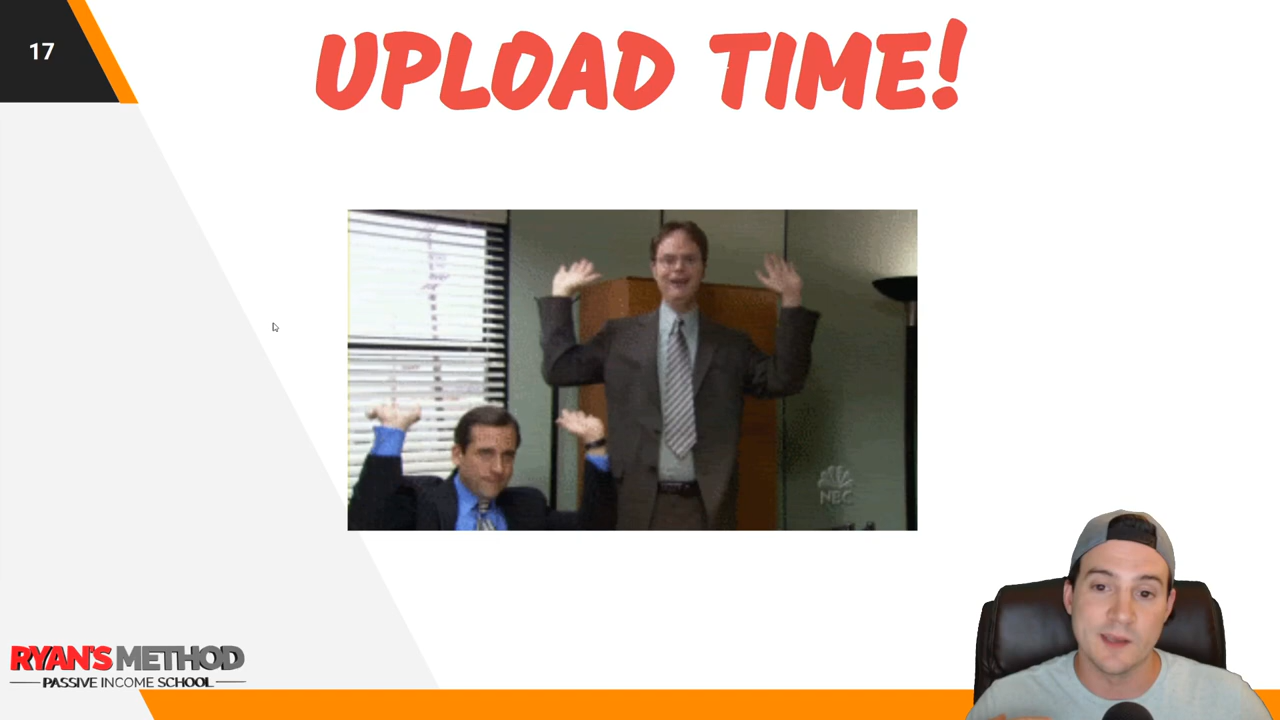 17
UPLOAD TIME!
NBC
RYAN'S METHOD
PASSIVE INCOME SCHOOL